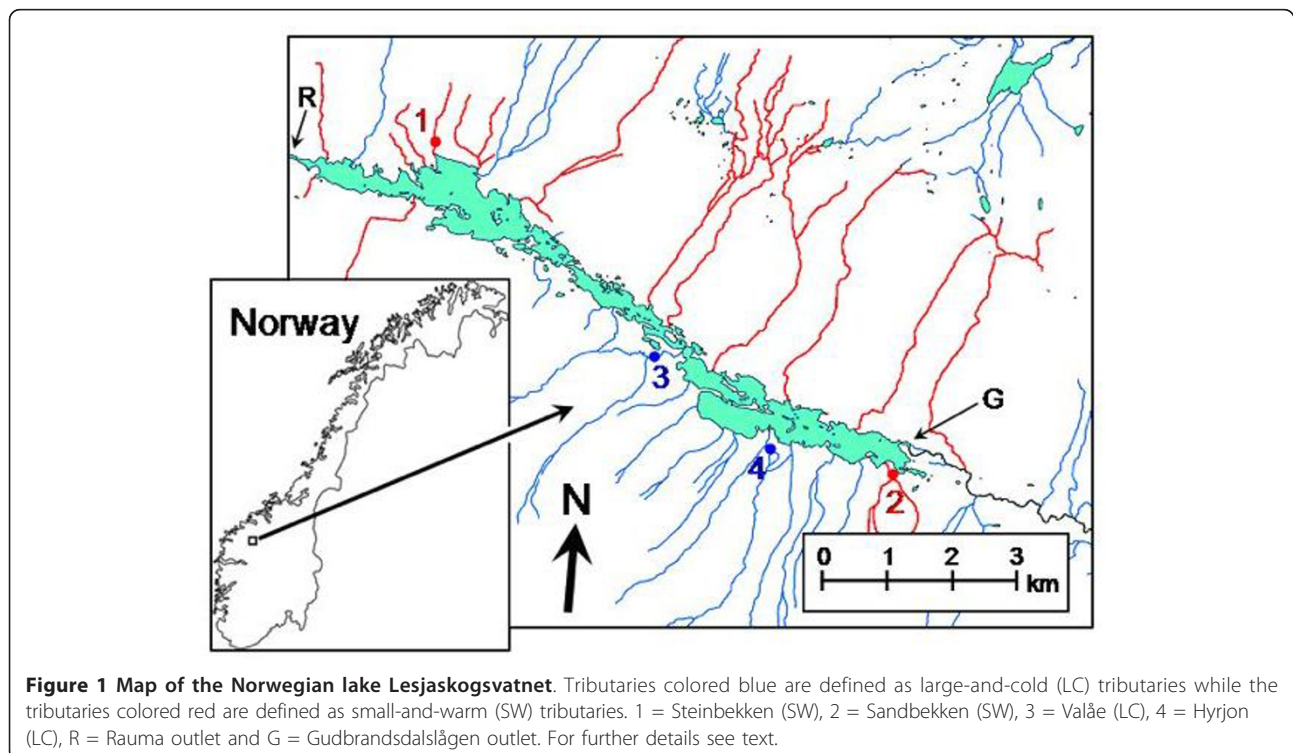 R
1
Norway
3
G
4
N
2
0 1 2 3
km
Figure 1 Map of the Norwegian lake Lesjaskogsvatnet. Tributaries colored blue are defined as large-and-cold (LC) tributaries while the
tributaries colored red are defined as small-and-warm (SW) tributaries. 1 = Steinbekken (SW), 2 = Sandbekken (SW), 3 = Valåe (LC), 4 = Hyrjon
(LC), R = Rauma outlet and G = Gudbrandsdalslågen outlet. For further details see text.